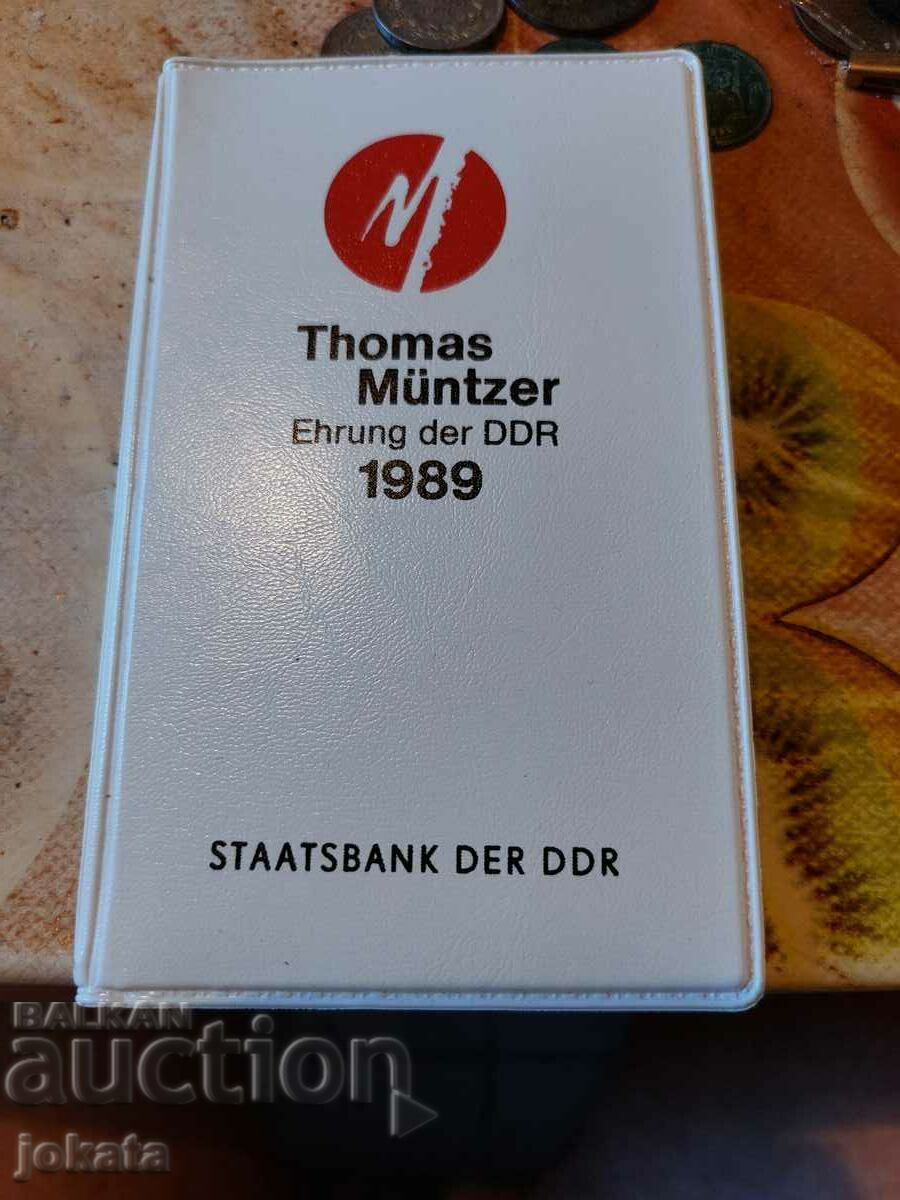 M
Thomas
Müntzer
Ehrung der DDR
1989
STAATSBANK DER DDR
BALKAN
auction
jokata